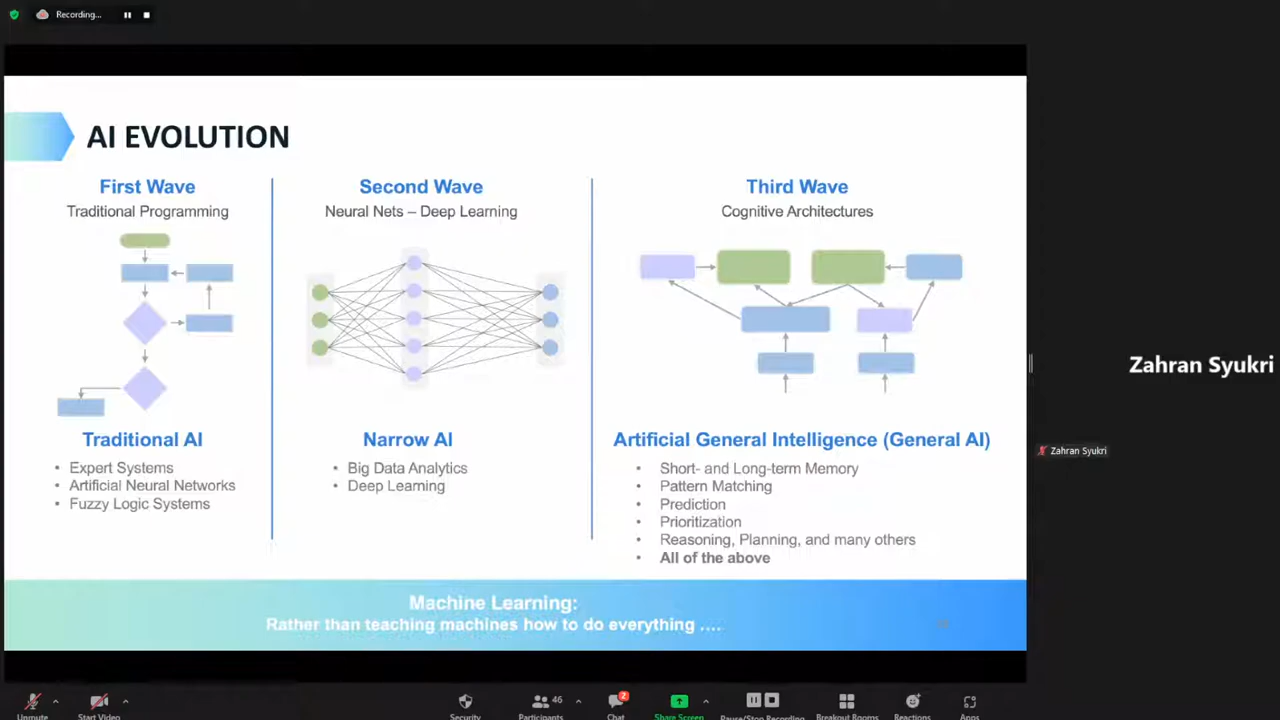 Recording...
AI EVOLUTION
First Wave
Traditional Programming
Second Wave
Neural Nets – Deep Learning
Third Wave
Cognitive Architectures
Traditional AI
• Expert Systems
• Artificial Neural Networks
• Fuzzy Logic Systems
Narrow AI
• Big Data Analytics
• Deep Learning
Artificial General Intelligence (General AI)
• Short- and Long-term Memory
• Pattern Matching
• Prediction
• Prioritization
• Reasoning, Planning, and many others
• All of the above
Machine Learning:
Rather than teaching machines how to do everything ....
Zahran Syukri
Zahran Syukri
Unmute
Start Video
Security
Participants
46
Chat
2
Share Screen
Pause/Stop Recording
Breakout Rooms
Reactions
Apps